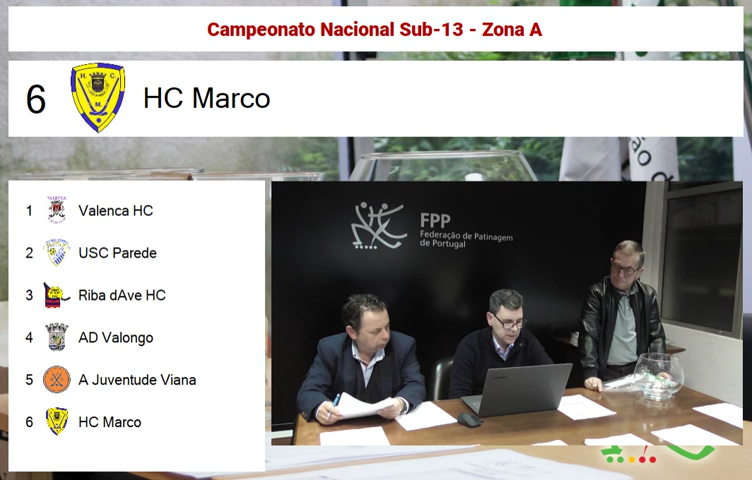 Campeonato Nacional Sub-13 - Zona A
6 HC Marco
H. C.
M.
1 Valenca HC
2 USC Parede
3 Riba dAve HC
4 AD Valongo
5 A Juventude Viana
6 HC Marco
FPP
Federação de Patinagem
de Portugal